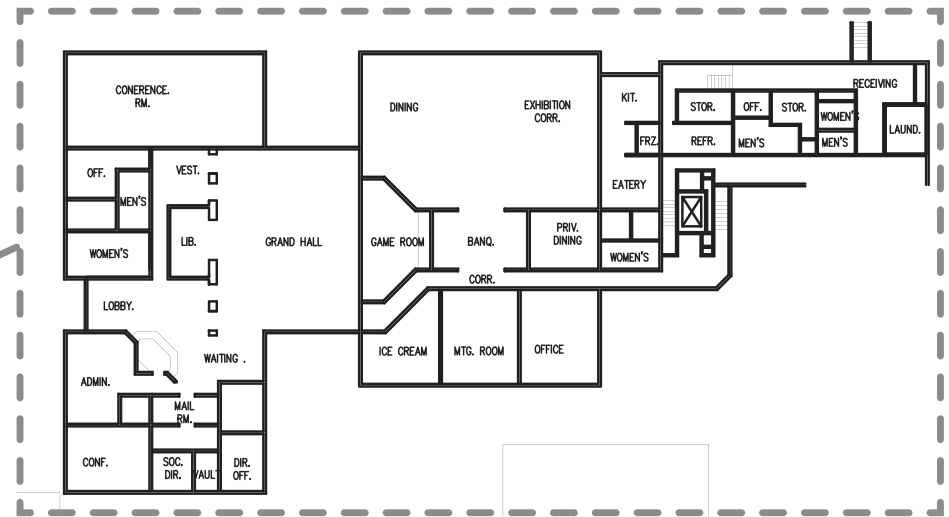 CONERENCE.
RM.
DINING
EXHIBITION
CORR.
KIT.
RECEIVING
STOR.
OFF.
STOR.
WOMEN'S
LAUND.
FRZ.
REFR.
MEN'S
MEN'S
OFF.
VEST.
MEN'S
EATERY
LIB.
GRAND HALL
GAME ROOM
BANQ.
PRIV.
DINING
WOMEN'S
WOMEN'S
CORR.
LOBBY.
WAITING .
ICE CREAM
MTG. ROOM
OFFICE
ADMIN.
MAIL
RM.
CONF.
SOC.
DIR.
VAULT
DIR.
OFF.